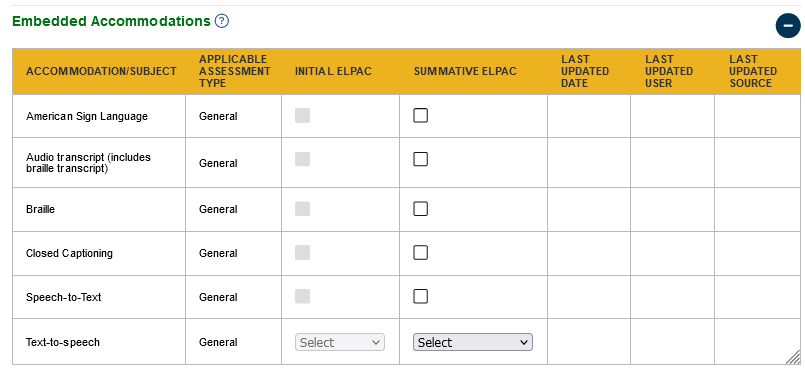 Embedded Accommodations ?
ACCOMMODATION/SUBJECT
APPLICABLE
ASSESSMENT
TYPE
INITIAL ELPAC
SUMMATIVE ELPAC
LAST
UPDATED
DATE
LAST
UPDATED
USER
LAST
UPDATED
SOURCE
American Sign Language
General
Audio transcript (includes
braille transcript)
General
Braille
General
Closed Captioning
General
Speech-to-Text
General
Text-to-speech
General
Select
Select